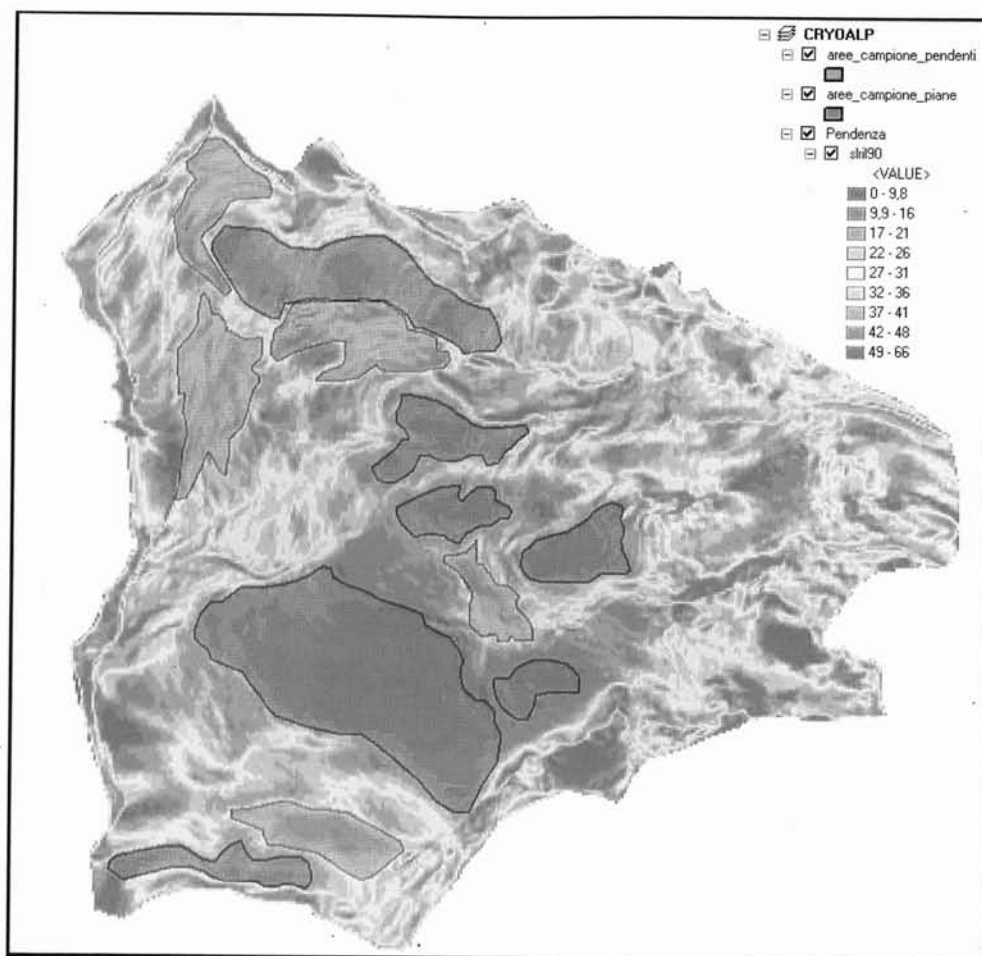 CRYOALP
aree_campione_pendenti
aree_campione_piane
Pendenza
slril90
<VALUE>
0 - 9,8
9,9 - 16
17 - 21
22 - 26
27 - 31
32 - 36
37 - 41
42 - 48
49 - 66